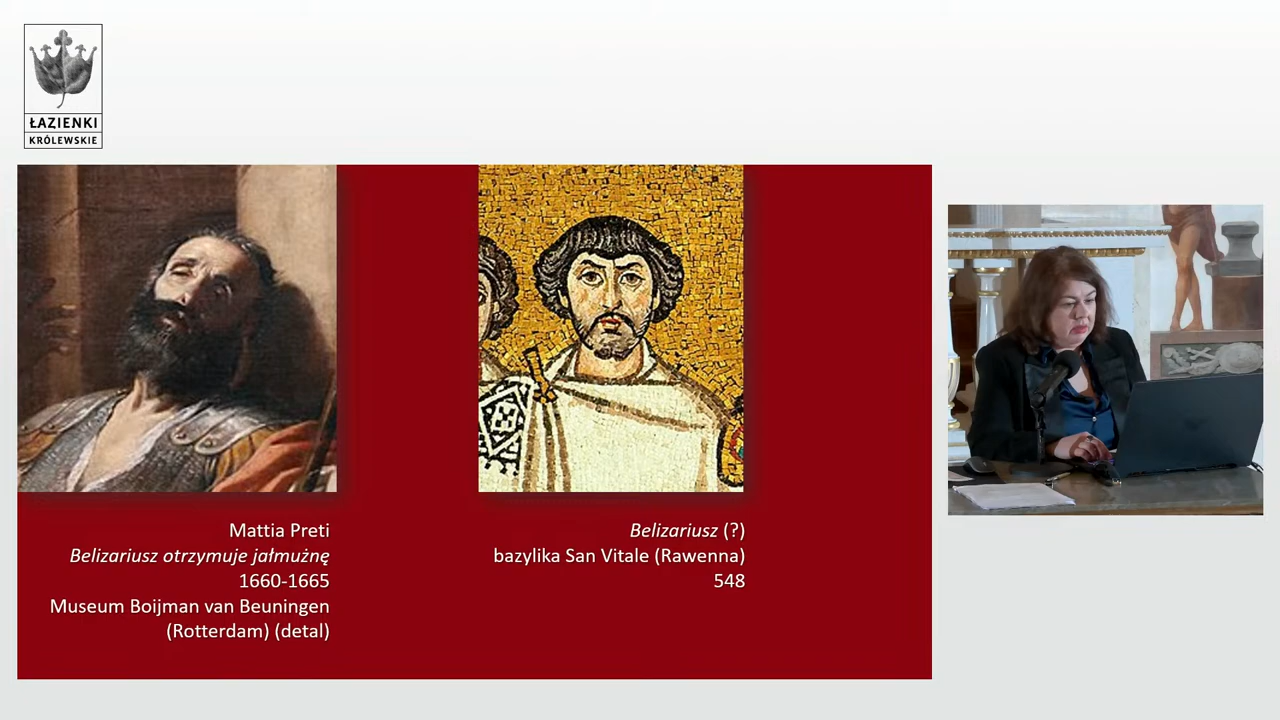 ŁAZIENKI
KRÓLEWSKIE
Mattia Preti
Belizariusz otrzymuje jałmużnę
1660-1665
Museum Boijman van Beuningen
(Rotterdam) (detal)
Belizariusz (?)
bazylika San Vitale (Rawenna)
548